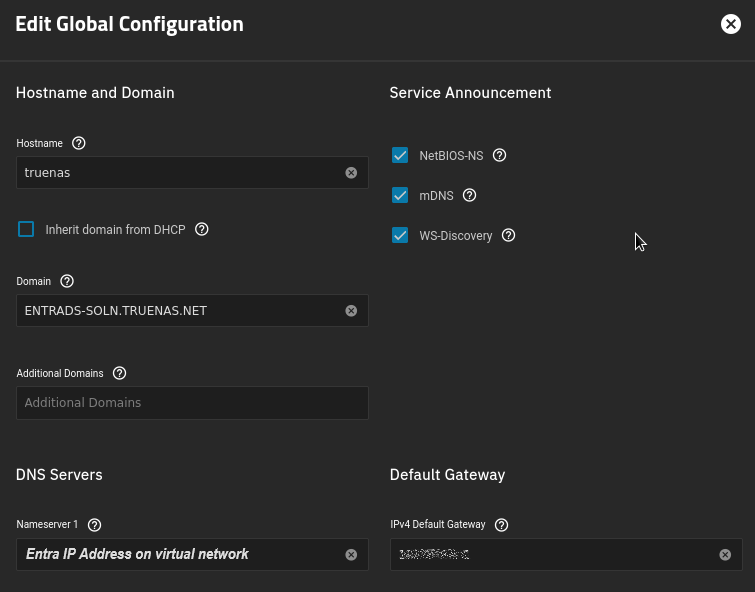 Edit Global Configuration
Hostname and Domain
Hostname
truenas
Inherit domain from DHCP
Domain
ENTRADS-SOLN.TRUENAS.NET
Additional Domains
Additional Domains
Service Announcement
NetBIOS-NS
mDNS
WS-Discovery
DNS Servers
Nameserver 1
Entra IP Address on virtual network
Default Gateway
IPv4 Default Gateway